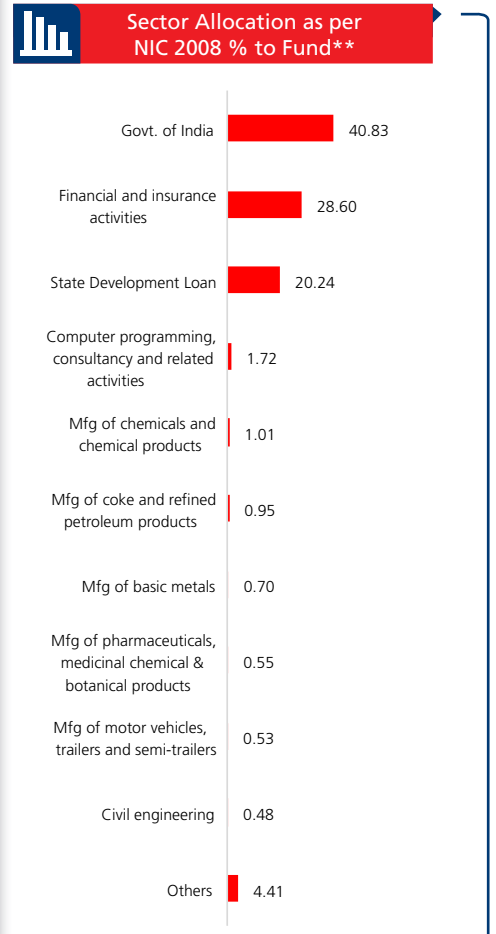 Sector Allocation as per
NIC 2008 % to Fund**
Govt. of India 40.83
Financial and insurance
activities 28.60
State Development Loan 20.24
Computer programming,
consultancy and related
activities 1.72
Mfg of chemicals and
chemical products 1.01
Mfg of coke and refined
petroleum products 0.95
Mfg of basic metals 0.70
Mfg of pharmaceuticals,
medicinal chemical &
botanical products 0.55
Mfg of motor vehicles,
trailers and semi-trailers 0.53
Civil engineering 0.48
Others 4.41